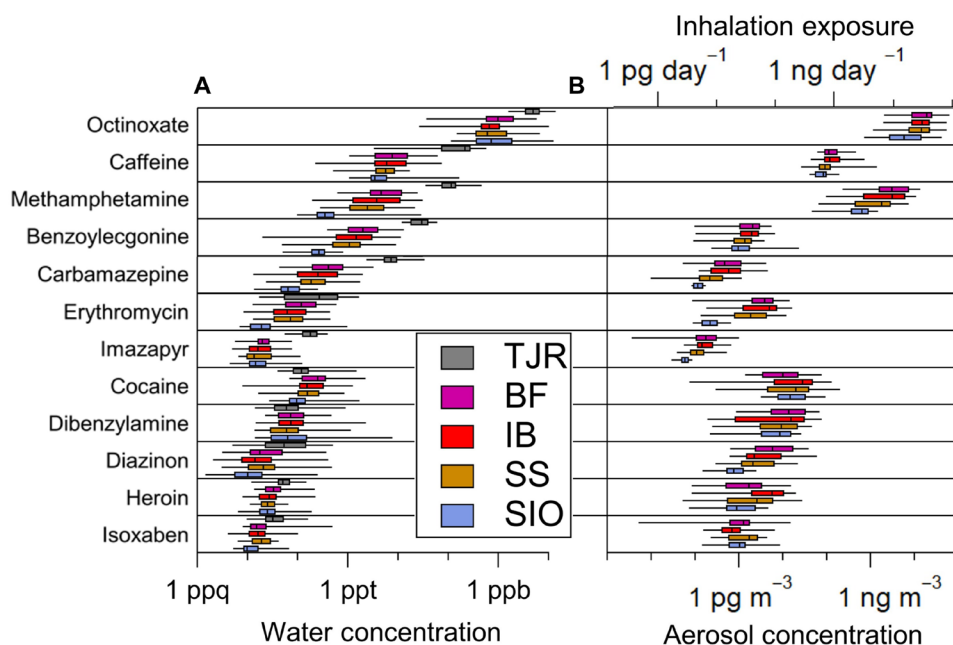 Inhalation exposure
1 pg day⁻¹ 1 ng day⁻¹
A B
Octinoxate
Caffeine
Methamphetamine
Benzoylecgonine
Carbamazepine
Erythromycin
Imazapyr
Cocaine
Dibenzylamine
Diazinon
Heroin
Isoxaben
TJR
BF
IB
SS
SIO
1 ppq 1 ppt 1 ppb
Water concentration
1 pg m⁻³ 1 ng m⁻³
Aerosol concentration